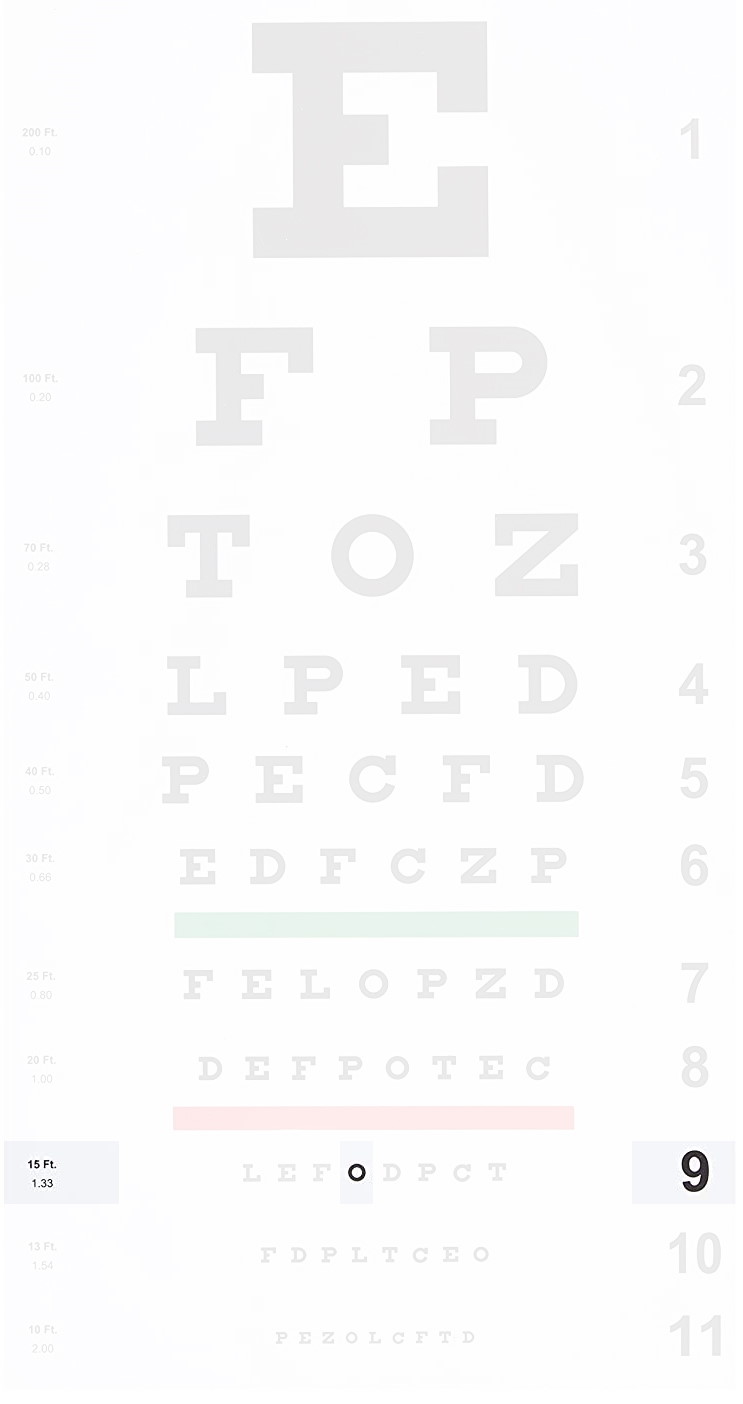 E
200 Ft.
0.10
1
F P
100 Ft.
0.20
2
T O Z
70 Ft.
0.28
3
L P E D
50 Ft.
0.40
4
P E C F D
40 Ft.
0.50
5
E D F C Z P
30 Ft.
0.66
6
F E L O P Z D
25 Ft.
0.80
7
D E F P O T E C
20 Ft.
1.00
8
L E F O D P C T
15 Ft.
1.33
9
F D P L T C E O
13 Ft.
1.54
10
P E Z O L C F T D
10 Ft.
2.00
11